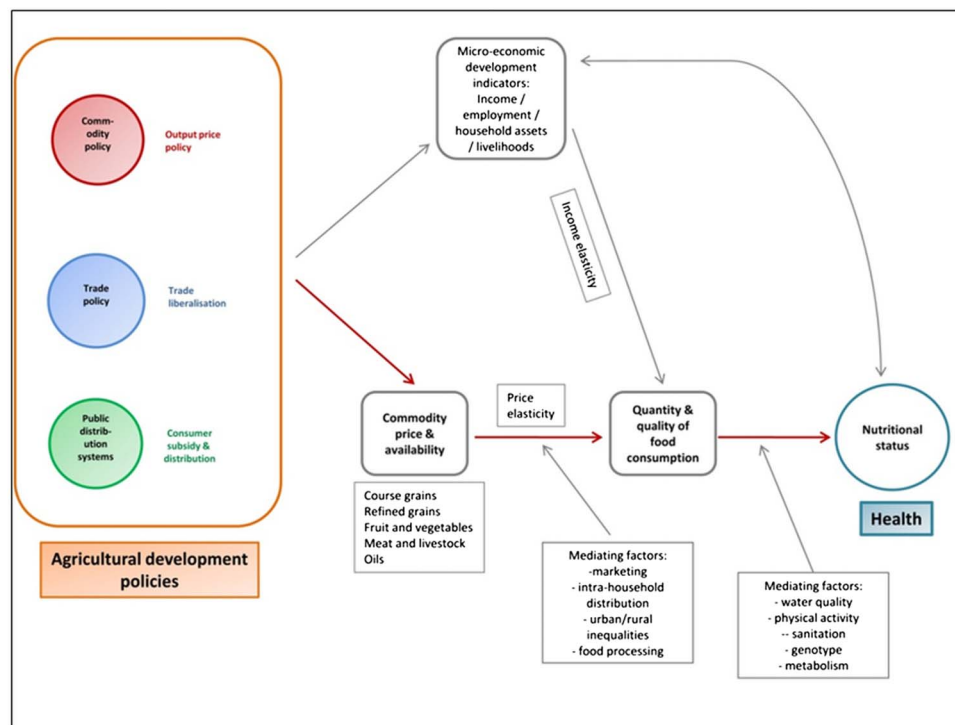 Comm-
odity
policy
Output price
policy
Trade
policy
Trade
liberalisation
Public
distrib-
ution
systems
Consumer
subsidy &
distribution
Agricultural development
policies
Micro-economic
development
indicators:
Income /
employment /
household assets
/ livelihoods
Income elasticity
Commodity
price &
availability
Course grains
Refined grains
Fruit and vegetables
Meat and livestock
Oils
Price
elasticity
Quantity &
quality of
food
consumption
Mediating factors:
-marketing
- intra-household
distribution
- urban/rural
inequalities
- food processing
Nutritional
status
Health
Mediating factors:
- water quality
- physical activity
-- sanitation
- genotype
- metabolism